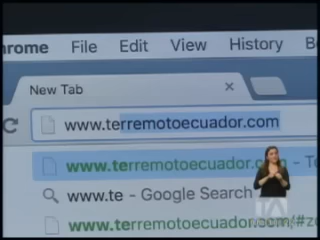 hrome File Edit View History B
New Tab
www.terremotoecuador.com
www.terremotoecuador.com - T
www.te - Google Search
www.terremotoecuador.com/#z